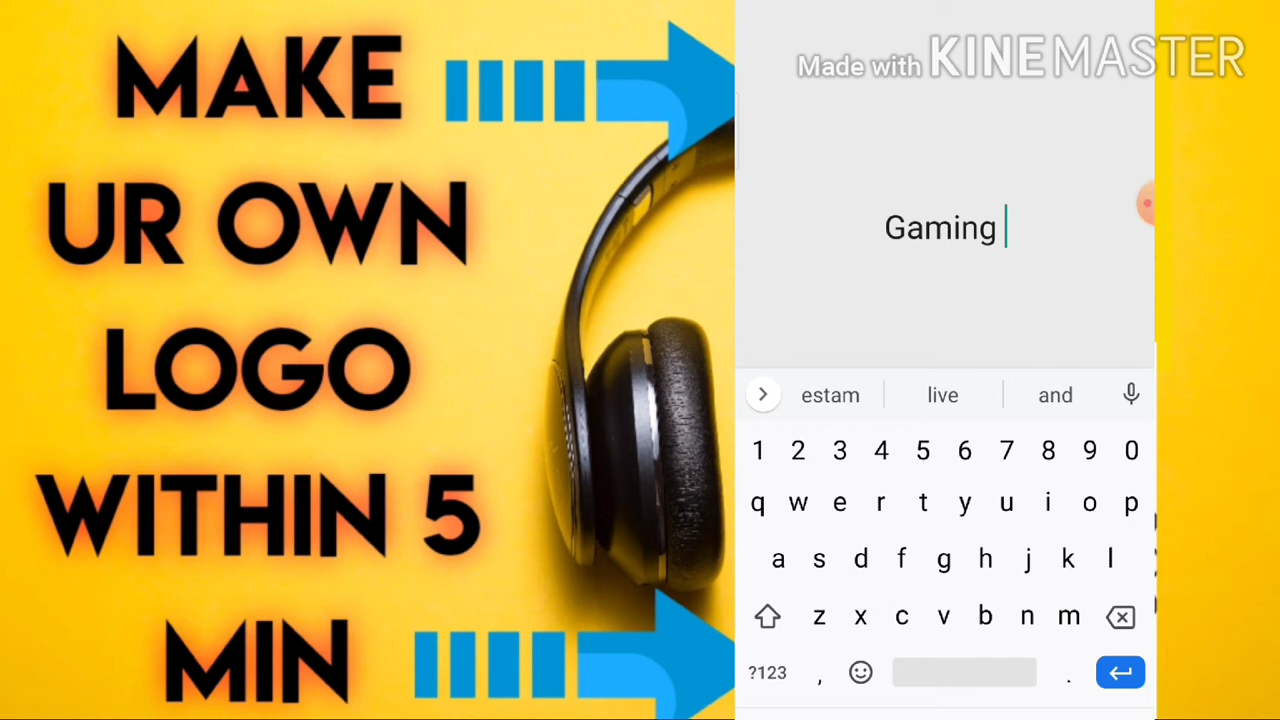 MAKE
UR OWN
LOGO
WITHIN 5
MIN
Made with KINEMASTER
Gaming
estam live and
1 2 3 4 5 6 7 8 9 0
q w e r t y u i o p
a s d f g h j k l
z x c v b n m
?123 , .